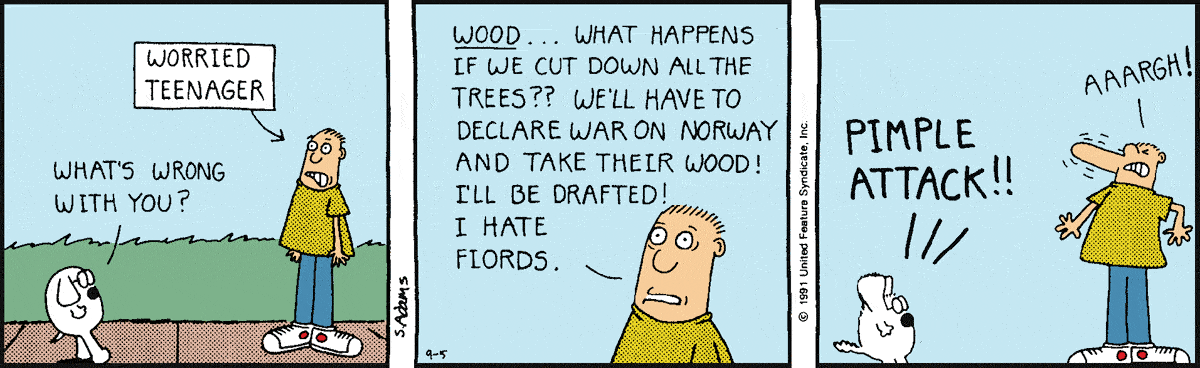 WORRIED
TEENAGER
WHAT'S WRONG
WITH YOU?
S. Adams
WOOD... WHAT HAPPENS
IF WE CUT DOWN ALL THE
TREES?? WE'LL HAVE TO
DECLARE WAR ON NORWAY
AND TAKE THEIR WOOD!
I'LL BE DRAFTED!
I HATE
FIORDS.
9-5
© 1991 United Feature Syndicate, Inc.
PIMPLE
ATTACK!!
AAARGH!